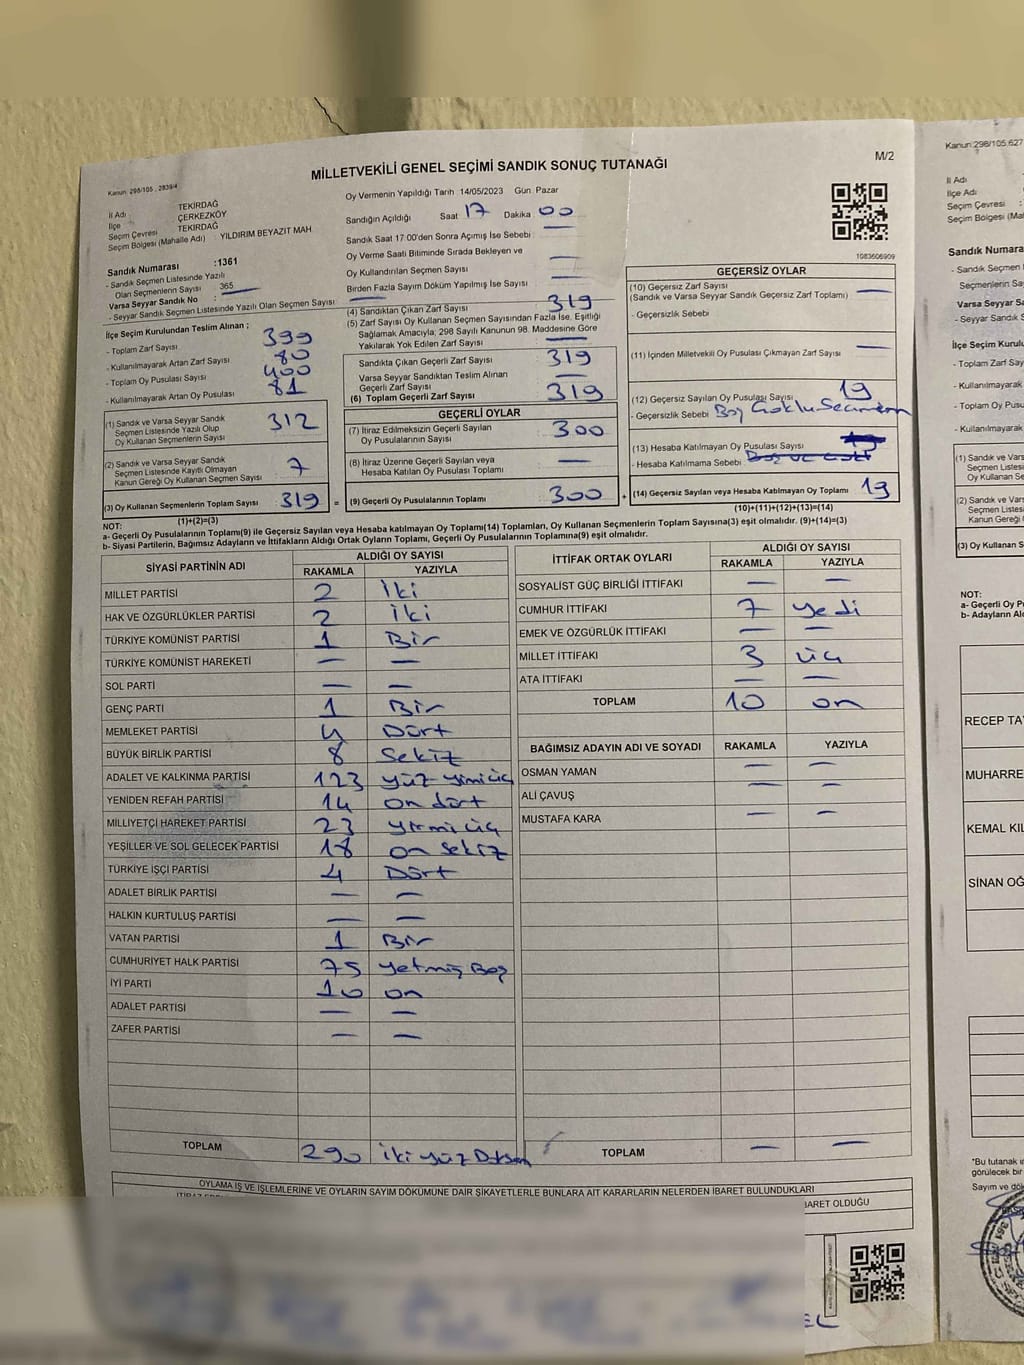 Kanun: 298/105 , 2839/4
MİLLETVEKİLİ GENEL SEÇİMİ SANDIK SONUÇ TUTANAĞI
M/2
İl Adı TEKİRDAĞ
İlçe ÇERKEZKÖY
Seçim Çevresi TEKİRDAĞ
Seçim Bölgesi (Mahalle Adı) : YILDIRIM BEYAZIT MAH
Sandık Numarası :1361
- Sandık Seçmen Listesinde Yazılı
Olan Seçmenlerin Sayısı 365
Varsa Seyyar Sandık No : —
- Seyyar Sandık Seçmen Listesinde Yazılı Olan Seçmen Sayısı —
Oy Vermenin Yapıldığı Tarih : 14/05/2023 Gün: Pazar
Sandığın Açıldığı Saat 17 Dakika 00
Sandık Saat 17:00'den Sonra Açımış İse Sebebi : —
Oy Verme Saati Bitiminde Sırada Bekleyen ve
Oy Kullandırılan Seçmen Sayısı —
Birden Fazla Sayım Döküm Yapılmış İse Sayısı —
1083606909
İlçe Seçim Kurulundan Teslim Alınan ;
- Toplam Zarf Sayısı 399
- Kullanılmayarak Artan Zarf Sayısı 80
- Toplam Oy Pusulası Sayısı 400
- Kullanılmayarak Artan Oy Pusulası 81
(1) Sandık ve Varsa Seyyar Sandık
Seçmen Listesinde Yazılı Olup
Oy Kullanan Seçmenlerin Sayısı 312
(2) Sandık ve Varsa Seyyar Sandık
Seçmen Listesinde Kayıtlı Olmayan
Kanun Gereği Oy Kullanan Seçmen Sayısı 7
(3) Oy Kullanan Seçmenlerin Toplam Sayısı 319 =
(1)+(2)=(3)
(4) Sandıktan Çıkan Zarf Sayısı 319
(5) Zarf Sayısı Oy Kullanan Seçmen Sayısından Fazla İse, Eşitliği
Sağlamak Amacıyla, 298 Sayılı Kanunun 98. Maddesine Göre
Yakılarak Yok Edilen Zarf Sayısı —
Sandıkta Çıkan Geçerli Zarf Sayısı 319
Varsa Seyyar Sandıktan Teslim Alınan
Geçerli Zarf Sayısı —
(6) Toplam Geçerli Zarf Sayısı 319
GEÇERLİ OYLAR
(7) İtiraz Edilmeksizin Geçerli Sayılan
Oy Pusulalarının Sayısı 300
(8) İtiraz Üzerine Geçerli Sayılan veya
Hesaba Katılan Oy Pusulası Toplamı —
(9) Geçerli Oy Pusulalarının Toplamı 300 +
GEÇERSİZ OYLAR
(10) Geçersiz Zarf Sayısı —
(Sandık ve Varsa Seyyar Sandık Geçersiz Zarf Toplamı)
- Geçersizlik Sebebi
(11) İçinden Milletvekili Oy Pusulası Çıkmayan Zarf Sayısı —
(12) Geçersiz Sayılan Oy Pusulası Sayısı 19
- Geçersizlik Sebebi Boş
(13) Hesaba Katılmayan Oy Pusulası Sayısı
- Hesaba Katılmama Sebebi
(14) Geçersiz Sayılan veya Hesaba Katılmayan Oy Toplamı 19
(10)+(11)+(12)+(13)=(14)
NOT:
a- Geçerli Oy Pusulalarının Toplamı(9) ile Geçersiz Sayılan veya Hesaba katılmayan Oy Toplamı(14) Toplamları, Oy Kullanan Seçmenlerin Toplam Sayısına(3) eşit olmalıdır. (9)+(14)=(3)
b- Siyasi Partilerin, Bağımsız Adayların ve İttifakların Aldığı Ortak Oyların Toplamı, Geçerli Oy Pusulalarının Toplamına(9) eşit olmalıdır.
SİYASİ PARTİNİN ADI ALDIĞI OY SAYISI
RAKAMLA YAZIYLA
MİLLET PARTİSİ 2 iki
HAK VE ÖZGÜRLÜKLER PARTİSİ 2 iki
TÜRKİYE KOMÜNİST PARTİSİ 1 Bir
TÜRKİYE KOMÜNİST HAREKETİ — —
SOL PARTİ — —
GENÇ PARTİ 1 Bir
MEMLEKET PARTİSİ 4 Dört
BÜYÜK BİRLİK PARTİSİ 8 Sekiz
ADALET VE KALKINMA PARTİSİ 123 yüz yirmi üç
YENİDEN REFAH PARTİSİ 14 on dört
MİLLİYETÇİ HAREKET PARTİSİ 23 yirmi üç
YEŞİLLER VE SOL GELECEK PARTİSİ 18 on sekiz
TÜRKİYE İŞÇİ PARTİSİ 4 Dört
ADALET BİRLİK PARTİSİ — —
HALKIN KURTULUŞ PARTİSİ — —
VATAN PARTİSİ 1 Bir
CUMHURİYET HALK PARTİSİ 75 yetmiş Beş
İYİ PARTİ 10 on
ADALET PARTİSİ — —
ZAFER PARTİSİ — —
TOPLAM 290 iki yüz Doksan
İTTİFAK ORTAK OYLARI ALDIĞI OY SAYISI
RAKAMLA YAZIYLA
SOSYALİST GÜÇ BİRLİĞİ İTTİFAKI — —
CUMHUR İTTİFAKI 7 yedi
EMEK VE ÖZGÜRLÜK İTTİFAKI — —
MİLLET İTTİFAKI 3 üç
ATA İTTİFAKI — —
TOPLAM 10 on
BAĞIMSIZ ADAYIN ADI VE SOYADI RAKAMLA YAZIYLA
OSMAN YAMAN — —
ALİ ÇAVUŞ — —
MUSTAFA KARA — —
TOPLAM — —
OYLAMA İŞ VE İŞLEMLERİNE VE OYLARIN SAYIM DÖKÜMÜNE DAİR ŞİKAYETLERLE BUNLARA AİT KARARLARIN NELERDEN İBARET BULUNDUKLARI
BARET OLDUĞU
Kanun:298/105.627
İl Adı
İlçe Adı
Seçim Çevresi :
Seçim Bölgesi (Mahal
Sandık Numara
- Sandık Seçmen
Seçmenlerin Say
Varsa Seyyar S
- Seyyar Sandık S
İlçe Seçim Kurulu
- Toplam Zarf Say
- Kullanılmayara
- Toplam Oy Pusu
- Kullanılmayara
(1) Sandık ve Vars
Seçmen Listesi
Oy Kullanan Se
(2) Sandık ve Vars
Seçmen Listesi
Kanun Gereği O
(3) Oy Kullanan S
NOT:
a- Geçerli Oy P
b- Adayların Al
RECEP TA
MUHARRE
KEMAL KIL
SİNAN OĞ
*Bu tutanak
görülecek bir
Sayım ve dö